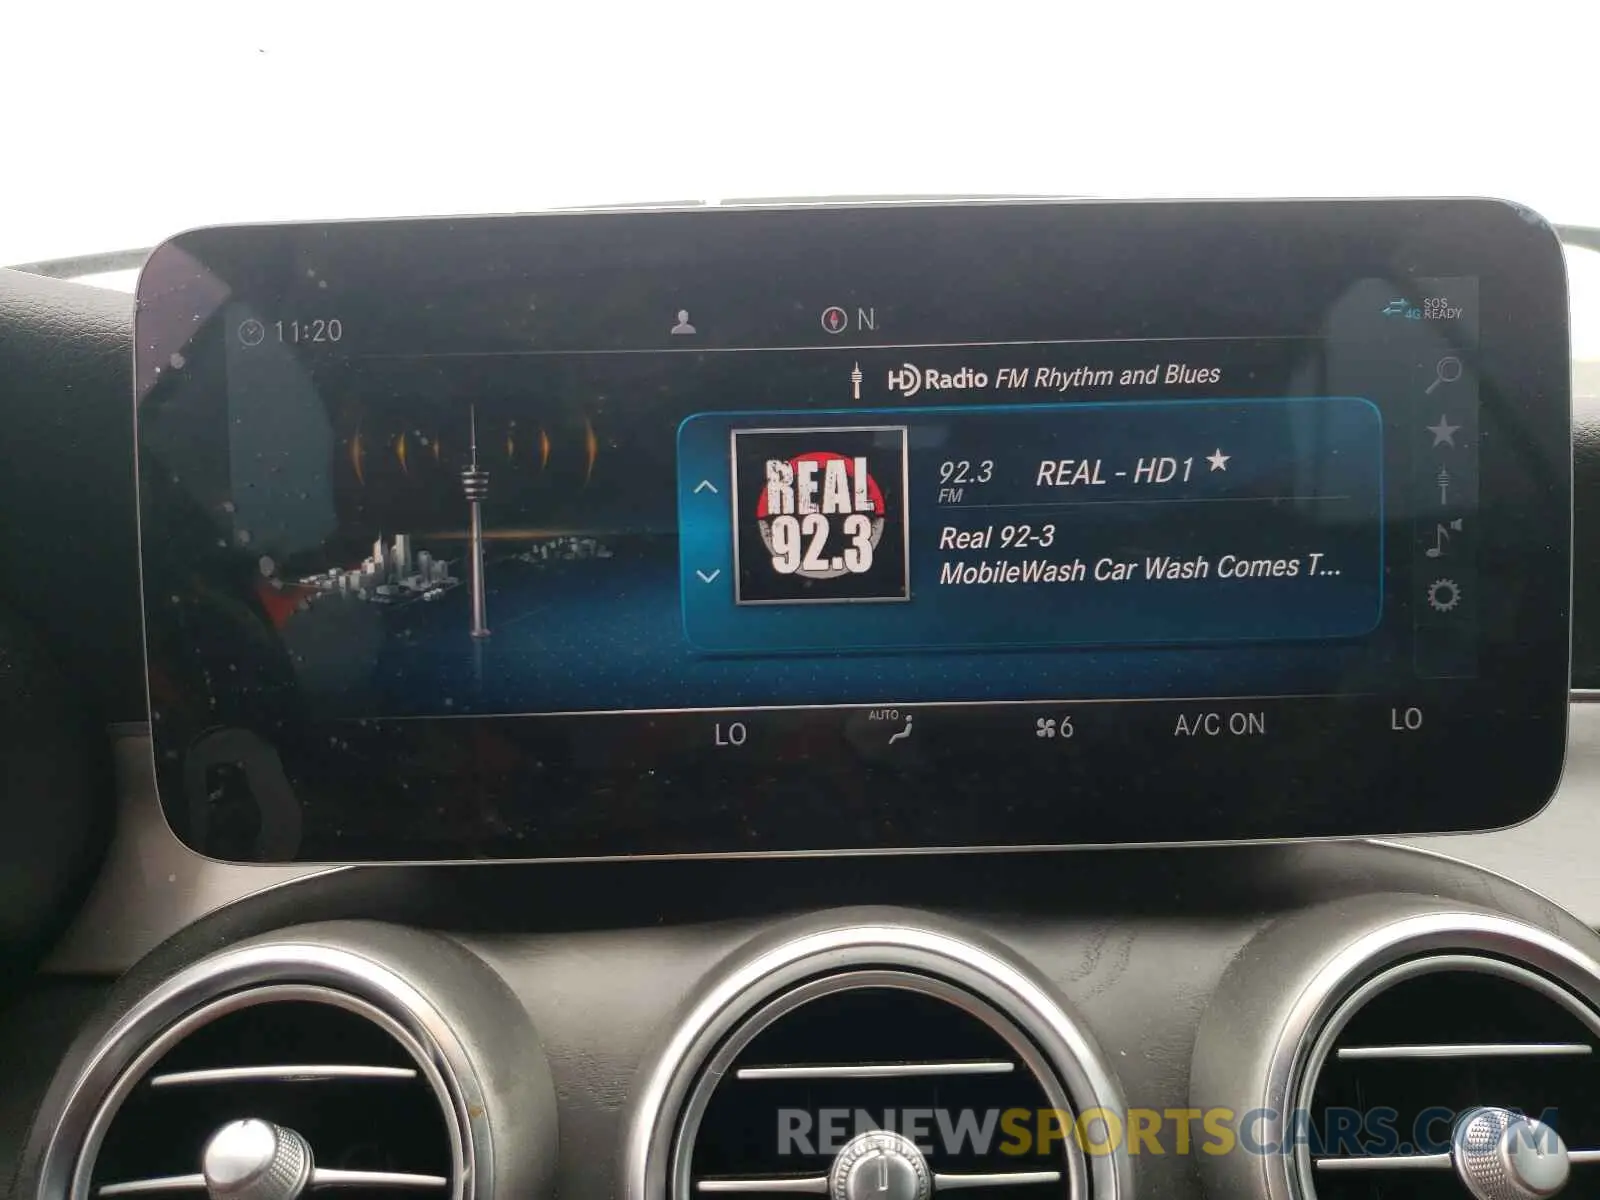 11:20
N
4G SOS READY
HD Radio FM Rhythm and Blues
REAL 92.3
92.3 FM REAL - HD1
Real 92-3
MobileWash Car Wash Comes T...
LO AUTO 6 A/C ON LO
RENEWSPORTSCARS.COM